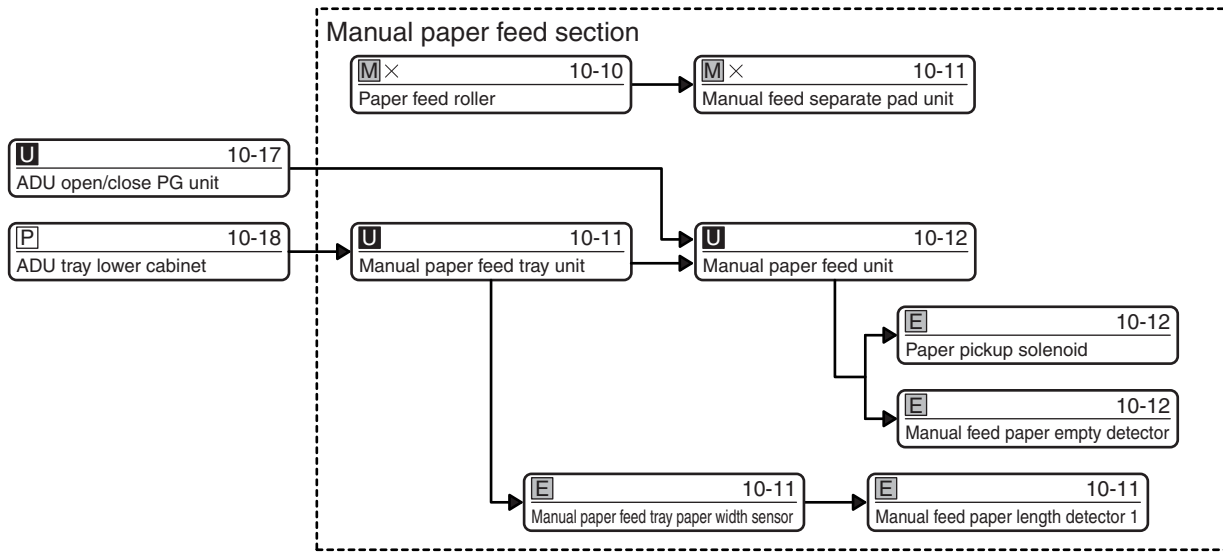 Manual paper feed section
M × 10-10
Paper feed roller
M × 10-11
Manual feed separate pad unit
U 10-17
ADU open/close PG unit
P 10-18
ADU tray lower cabinet
U 10-11
Manual paper feed tray unit
U 10-12
Manual paper feed unit
E 10-12
Paper pickup solenoid
E 10-12
Manual feed paper empty detector
E 10-11
Manual paper feed tray paper width sensor
E 10-11
Manual feed paper length detector 1